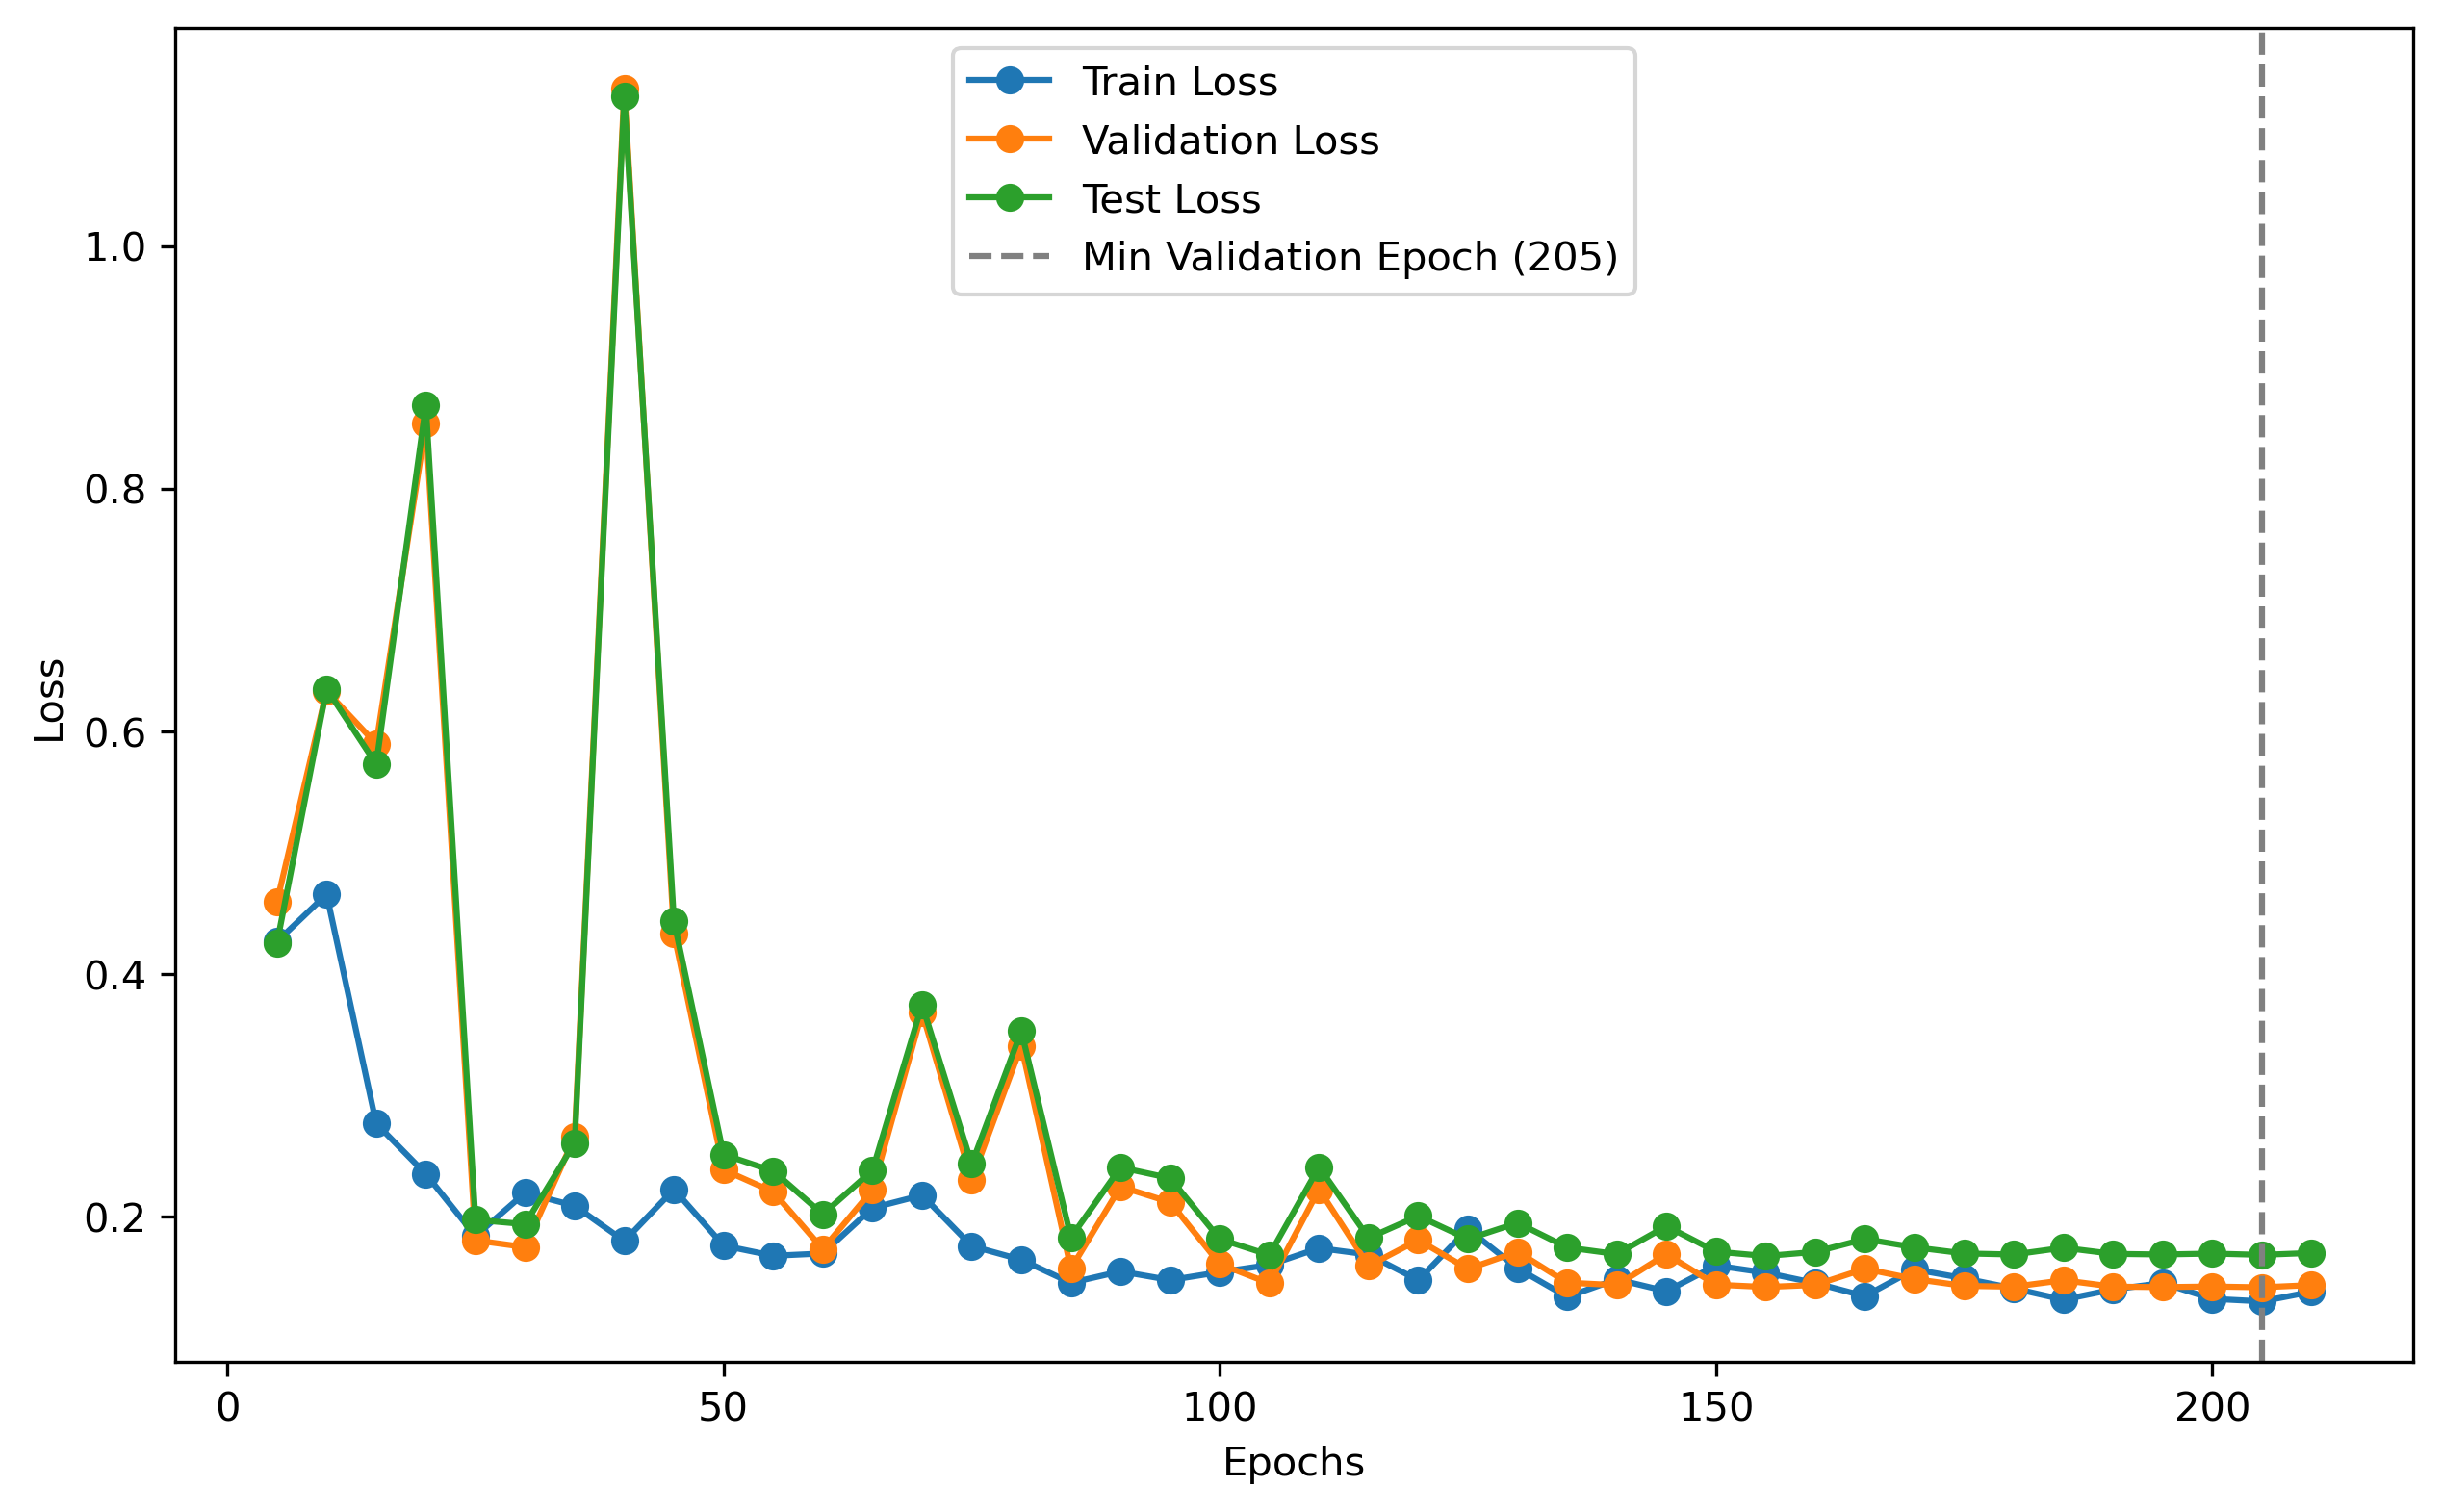 Train Loss
Validation Loss
Test Loss
Min Validation Epoch (205)
1.0
0.8
0.6
0.4
0.2
Loss
0 50 100 150 200
Epochs